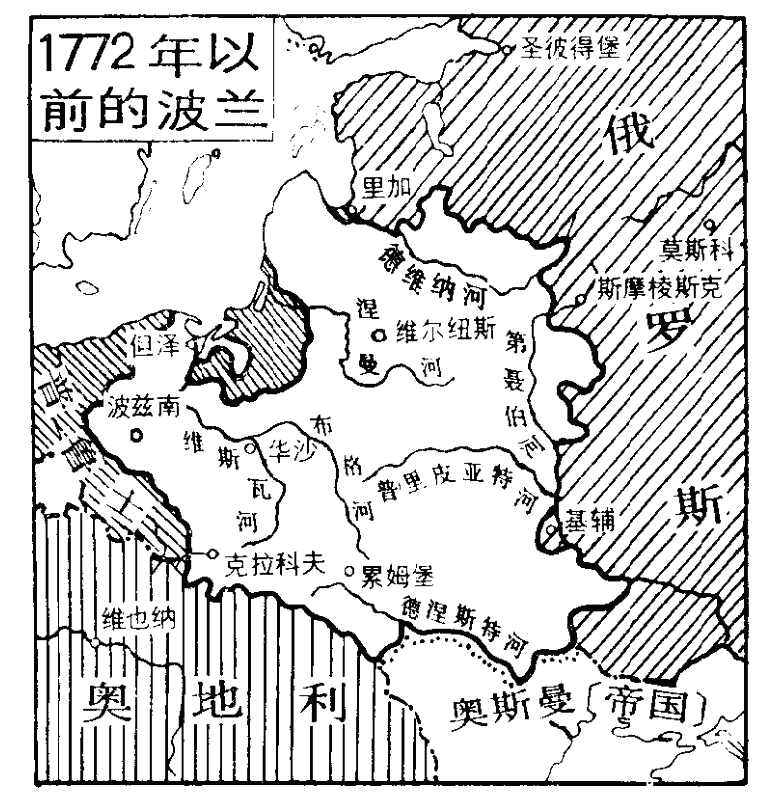 1772年以
前的波兰
圣彼得堡
俄
里加
莫斯科
德维纳河
斯摩棱斯克
罗
涅曼河
维尔纽斯
第聂伯河
但泽
普鲁士
波兹南
维斯瓦河
华沙
布格河
普里皮亚特河
斯
基辅
克拉科夫
累姆堡
德涅斯特河
维也纳
奥地利
奥斯曼〔帝国〕